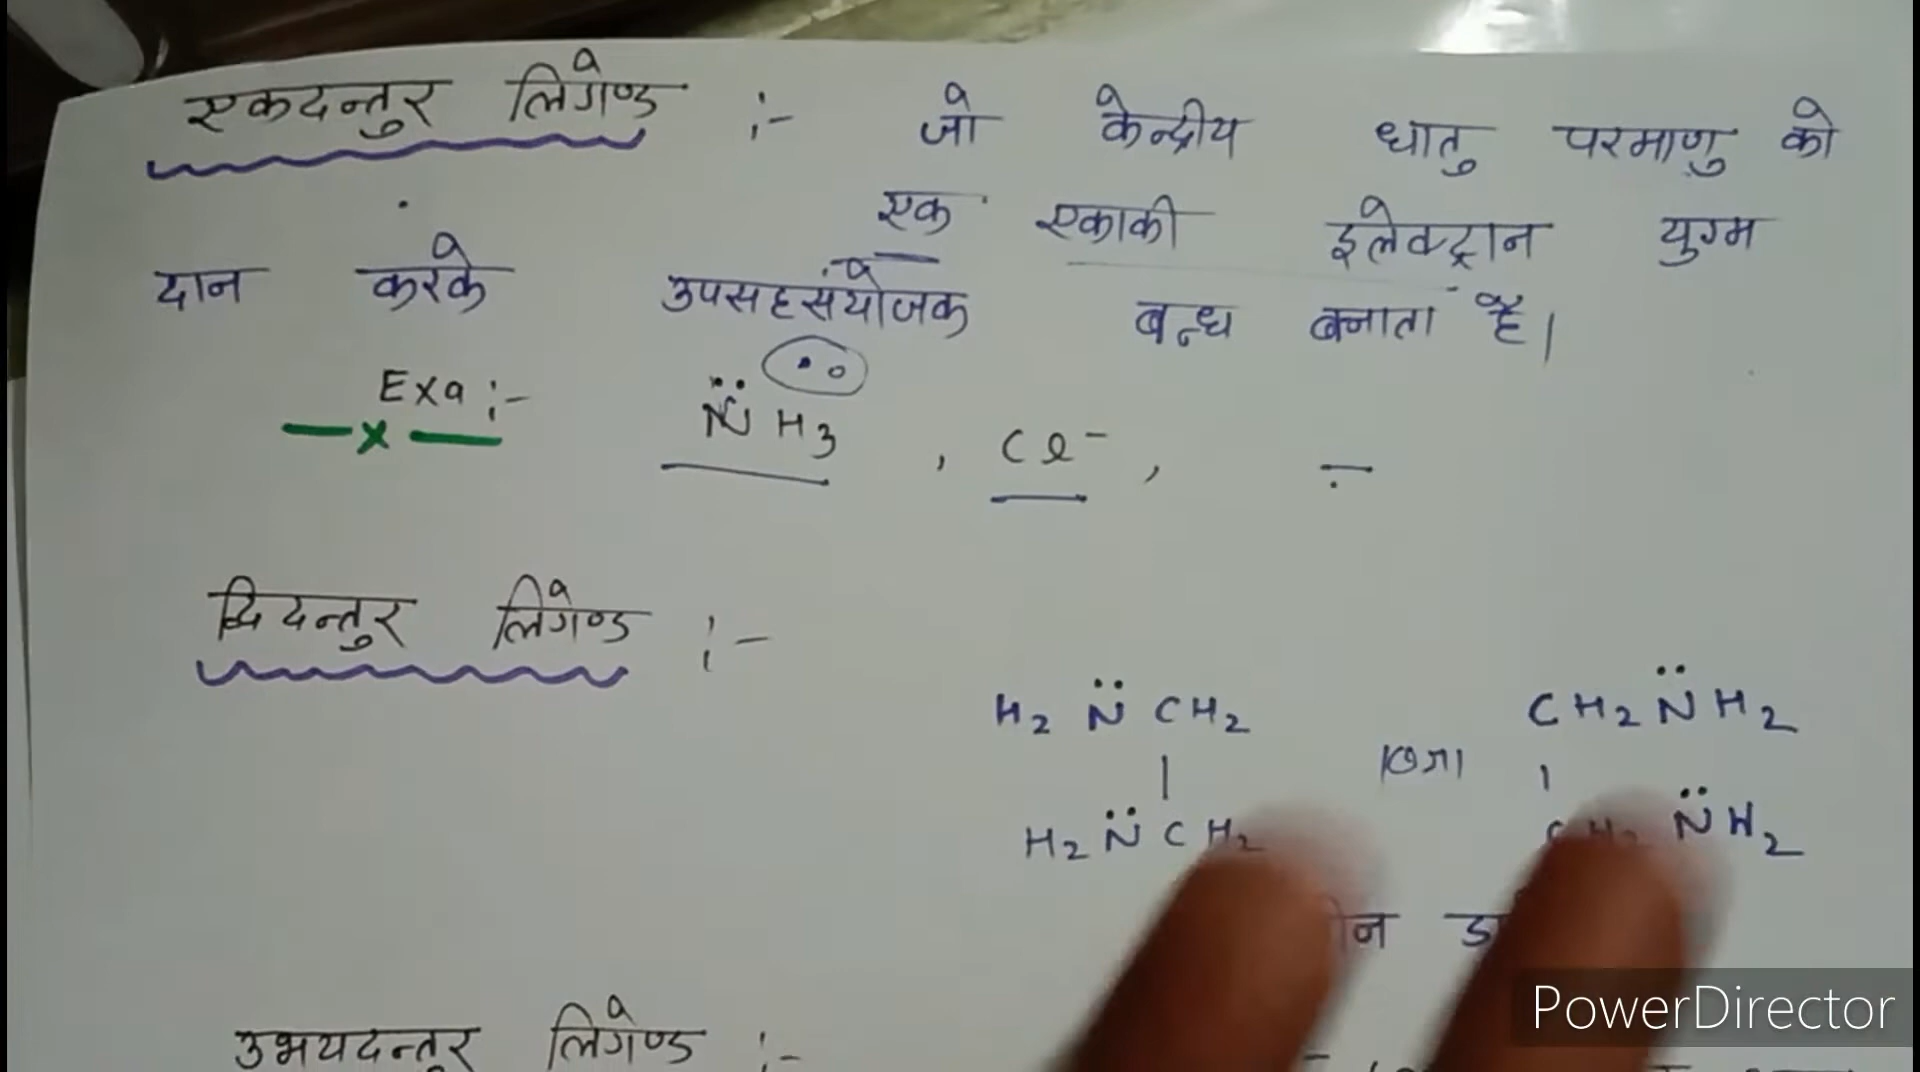 एकदन्तुर लिगेण्ड :- जो केन्द्रीय धातु परमाणु को
एक एकाकी इलेक्ट्रान युग्म
दान करके उपसहसंयोजक बन्ध बनाता है।
Exa :- N̈H3 , Cl⁻ ,
द्विदन्तुर लिगेण्ड :-
H2 N̈ CH2 CH2 N̈ H2
H2 N̈ CH2 CH2 N̈ H2
उभयदन्तुर लिगेण्ड :-
PowerDirector